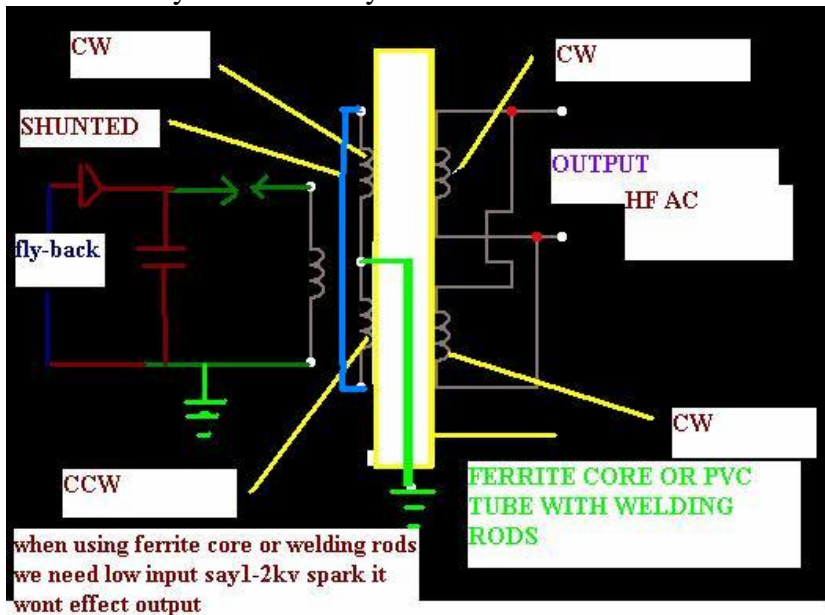 CW
CW
SHUNTED
OUTPUT
HF AC
fly-back
CW
CCW
FERRITE CORE OR PVC
TUBE WITH WELDING
RODS
when using ferrite core or welding rods
we need low input say1-2kv spark it
wont effect output